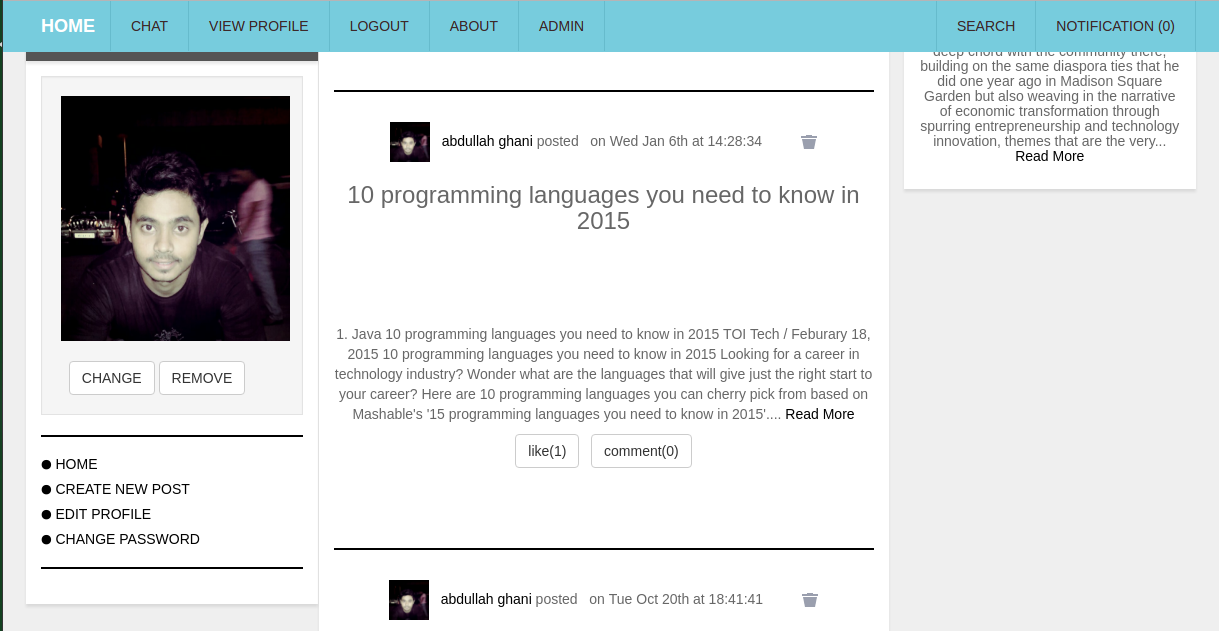 HOME CHAT VIEW PROFILE LOGOUT ABOUT ADMIN SEARCH NOTIFICATION (0)
CHANGE REMOVE
● HOME
● CREATE NEW POST
● EDIT PROFILE
● CHANGE PASSWORD
abdullah ghani posted on Wed Jan 6th at 14:28:34
10 programming languages you need to know in
2015
1. Java 10 programming languages you need to know in 2015 TOI Tech / Feburary 18,
2015 10 programming languages you need to know in 2015 Looking for a career in
technology industry? Wonder what are the languages that will give just the right start to
your career? Here are 10 programming languages you can cherry pick from based on
Mashable's '15 programming languages you need to know in 2015'.... Read More
like(1) comment(0)
abdullah ghani posted on Tue Oct 20th at 18:41:41
deep chord with the community there,
building on the same diaspora ties that he
did one year ago in Madison Square
Garden but also weaving in the narrative
of economic transformation through
spurring entrepreneurship and technology
innovation, themes that are the very...
Read More